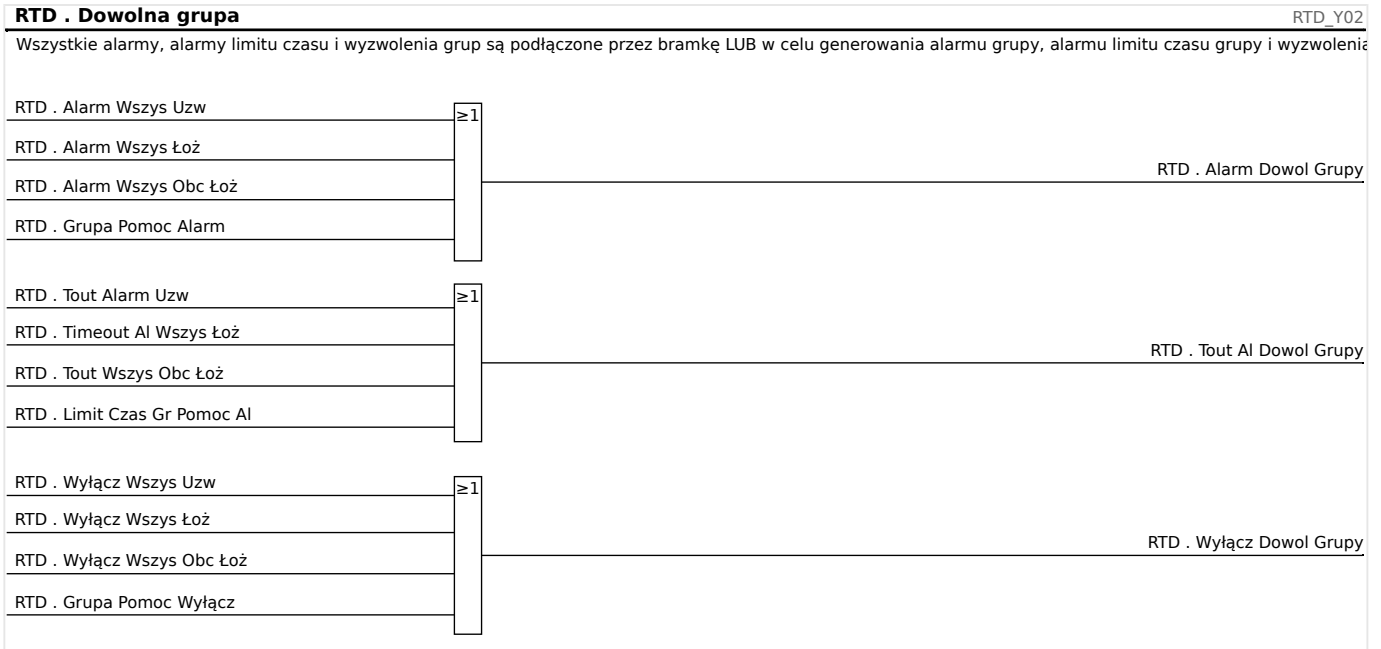 RTD . Dowolna grupa
RTD_Y02
Wszystkie alarmy, alarmy limitu czasu i wyzwolenia grup są podłączone przez bramkę LUB w celu generowania alarmu grupy, alarmu limitu czasu grupy i wyzwolenia
RTD . Alarm Wszys Uzw
≥1
RTD . Alarm Wszys Łoż
RTD . Alarm Dowol Grupy
RTD . Alarm Wszys Obc Łoż
RTD . Grupa Pomoc Alarm
RTD . Tout Alarm Uzw
≥1
RTD . Timeout Al Wszys Łoż
RTD . Tout Al Dowol Grupy
RTD . Tout Wszys Obc Łoż
RTD . Limit Czas Gr Pomoc Al
RTD . Wyłącz Wszys Uzw
≥1
RTD . Wyłącz Wszys Łoż
RTD . Wyłącz Dowol Grupy
RTD . Wyłącz Wszys Obc Łoż
RTD . Grupa Pomoc Wyłącz